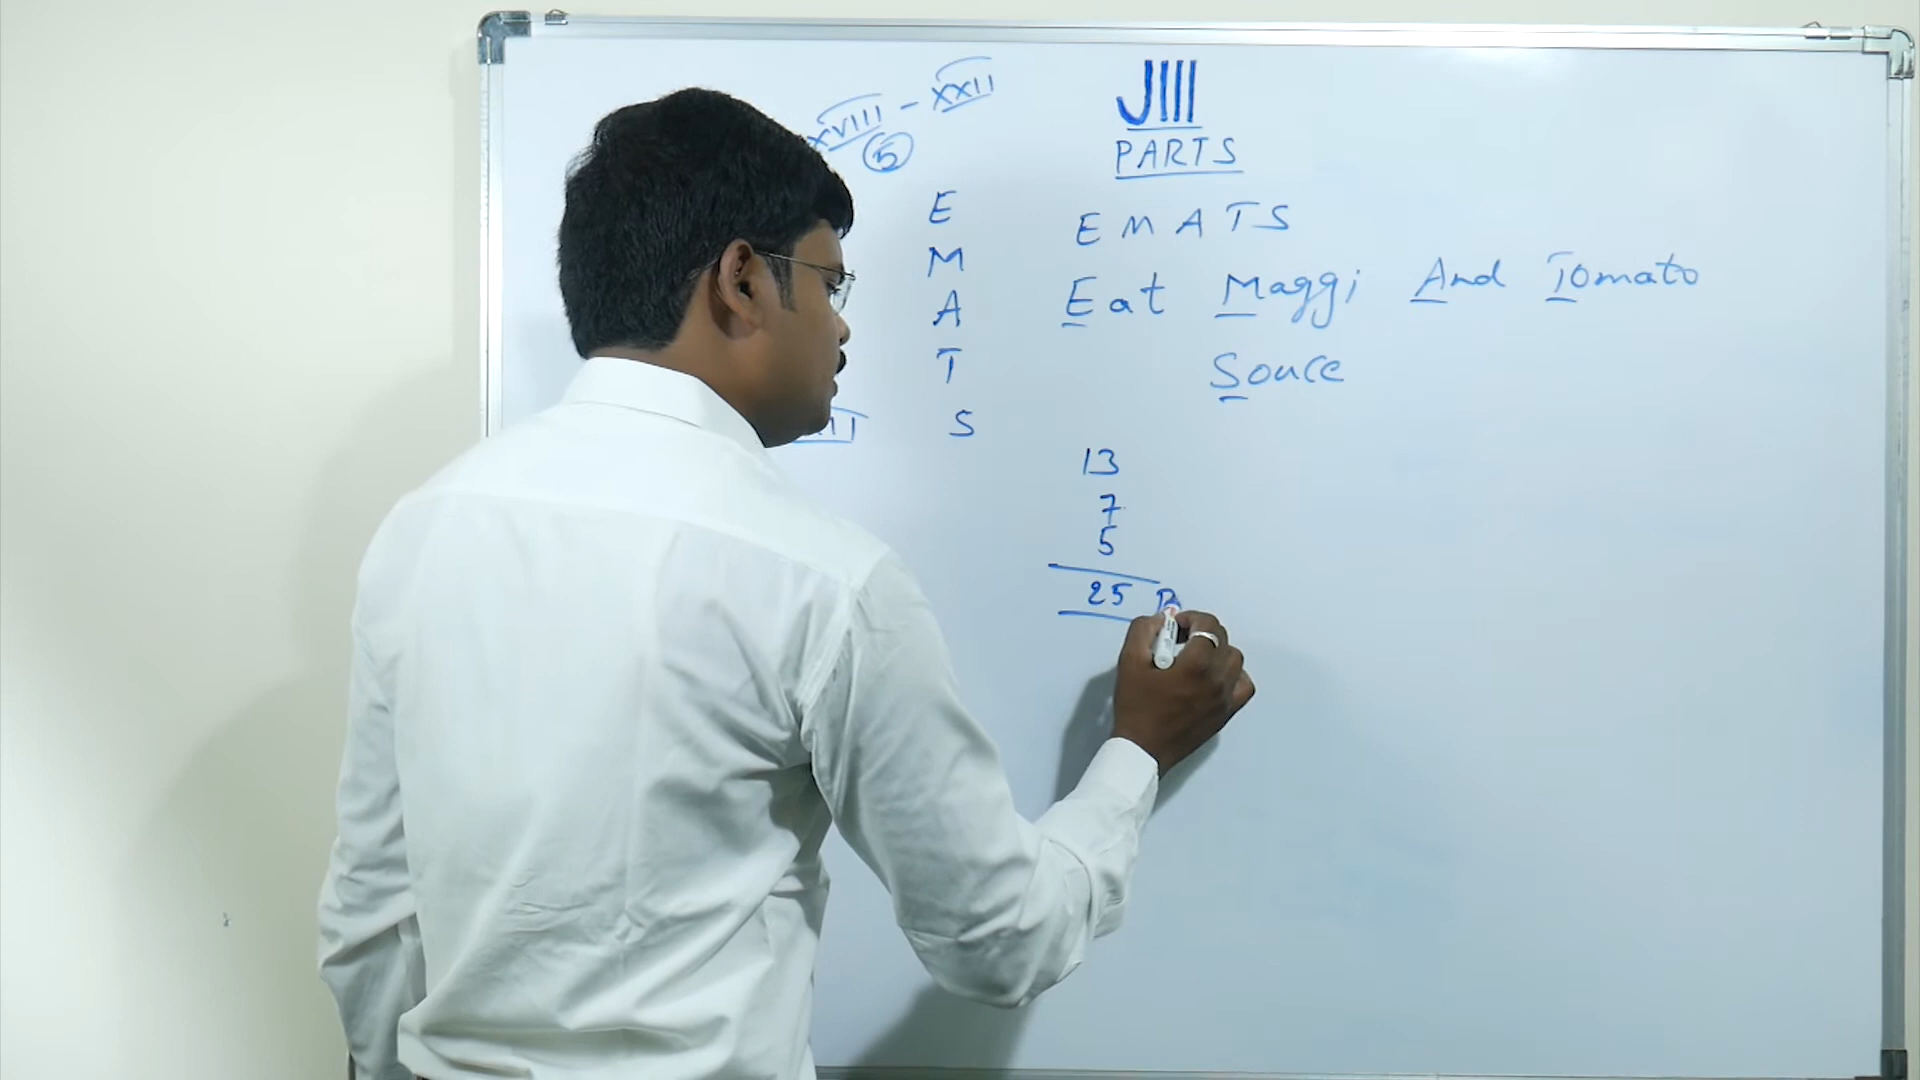 XVIII - XXII
5
E
M
A
T
S
JIII
PARTS
E M A T S
Eat Maggi And Tomato
Souce
13
7
5
25